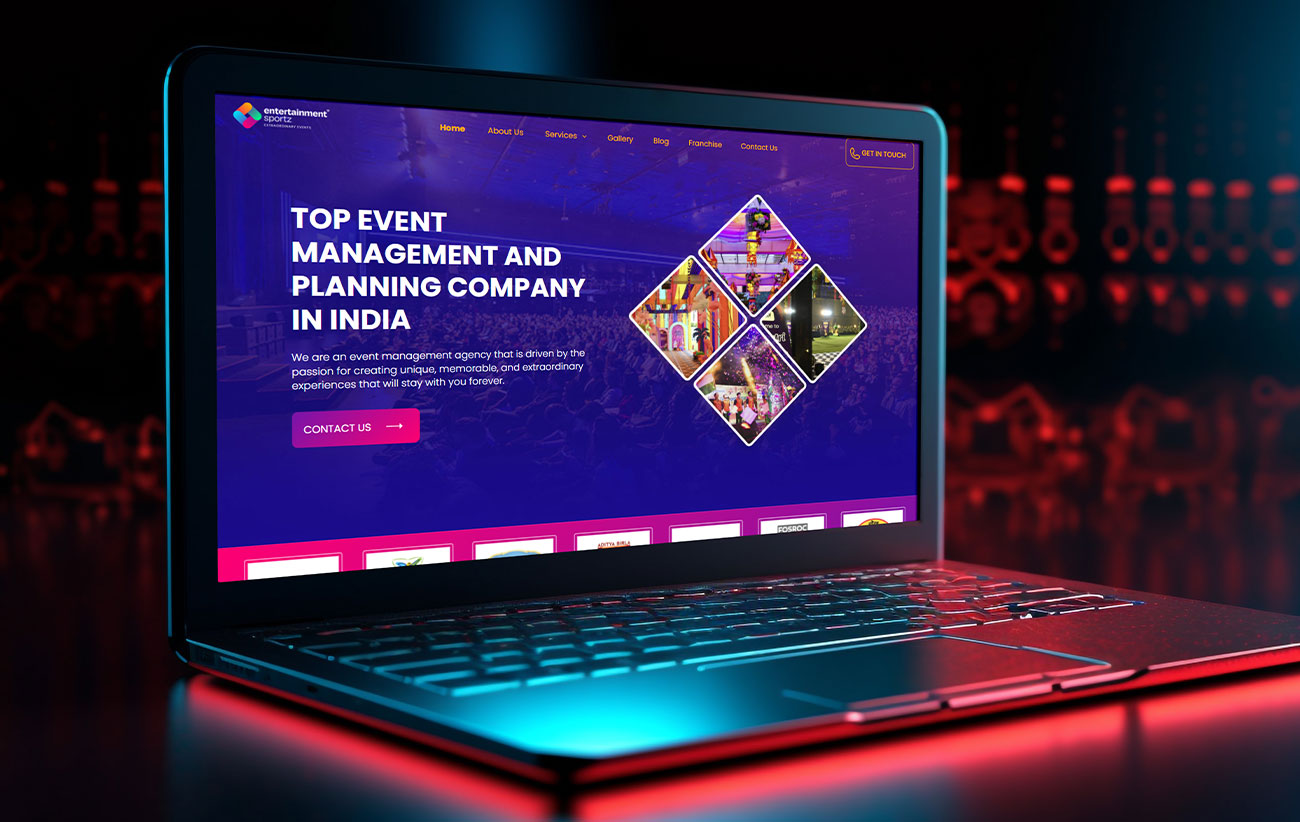 entertainment
sportz
EXTRAORDINARY EVENTS
Home
About Us
Services
Gallery
Blog
Franchise
Contact Us
GET IN TOUCH
TOP EVENT
MANAGEMENT AND
PLANNING COMPANY
IN INDIA
We are an event management agency that is driven by the
passion for creating unique, memorable, and extraordinary
experiences that will stay with you forever.
CONTACT US
ADITYA BIRLA
FOSROC